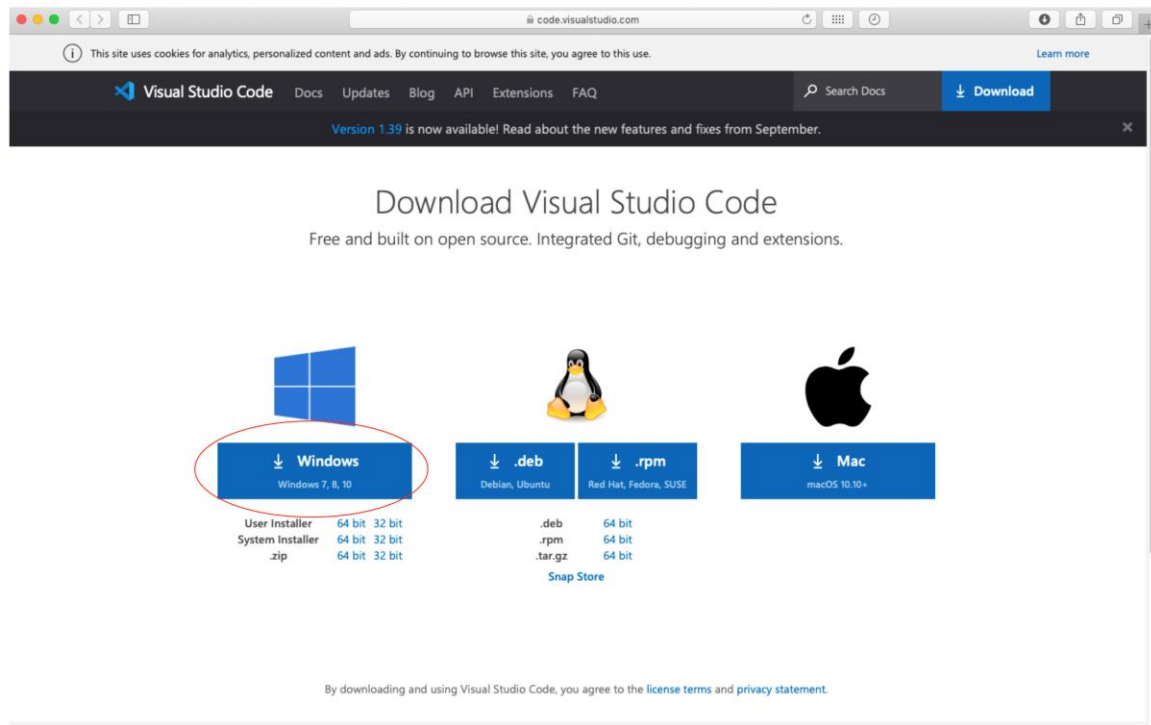 code.visualstudio.com
This site uses cookies for analytics, personalized content and ads. By continuing to browse this site, you agree to this use.
Learn more
Visual Studio Code Docs Updates Blog API Extensions FAQ Search Docs Download
Version 1.39 is now available! Read about the new features and fixes from September.
Download Visual Studio Code
Free and built on open source. Integrated Git, debugging and extensions.
Windows
Windows 7, 8, 10
.deb
Debian, Ubuntu
.rpm
Red Hat, Fedora, SUSE
Mac
macOS 10.10+
User Installer 64 bit 32 bit
System Installer 64 bit 32 bit
.zip 64 bit 32 bit
.deb 64 bit
.rpm 64 bit
.tar.gz 64 bit
Snap Store
By downloading and using Visual Studio Code, you agree to the license terms and privacy statement.